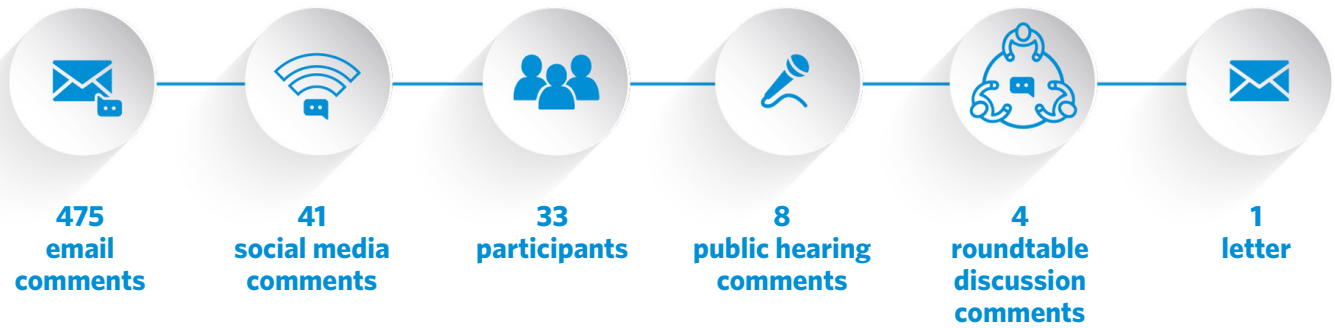 475
email
comments
41
social media
comments
33
participants
8
public hearing
comments
4
roundtable
discussion
comments
1
letter